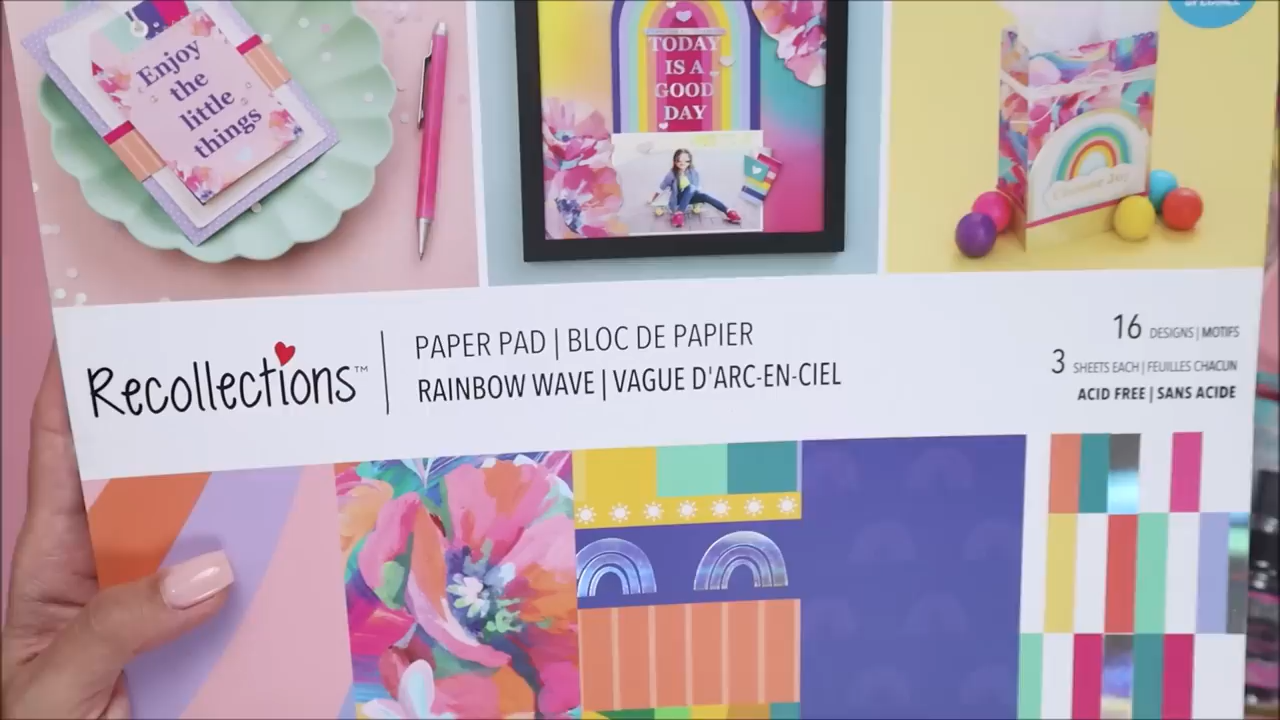 Enjoy
the
little
things
TODAY
IS A
GOOD
DAY
Recollections™
PAPER PAD | BLOC DE PAPIER
RAINBOW WAVE | VAGUE D'ARC-EN-CIEL
16 DESIGNS | MOTIFS
3 SHEETS EACH | FEUILLES CHACUN
ACID FREE | SANS ACIDE